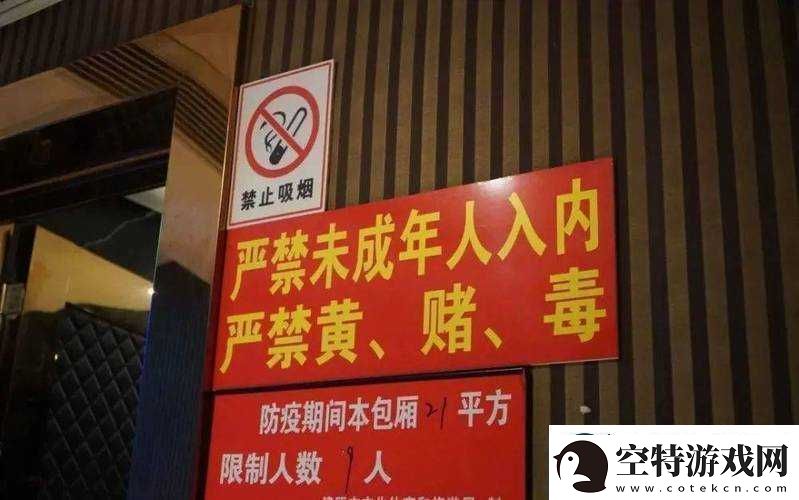 禁止吸烟
严禁未成年人入内
严禁黄、赌、毒
防疫期间本包厢21平方
限制人数9人
空特游戏网
www.cotekcn.com